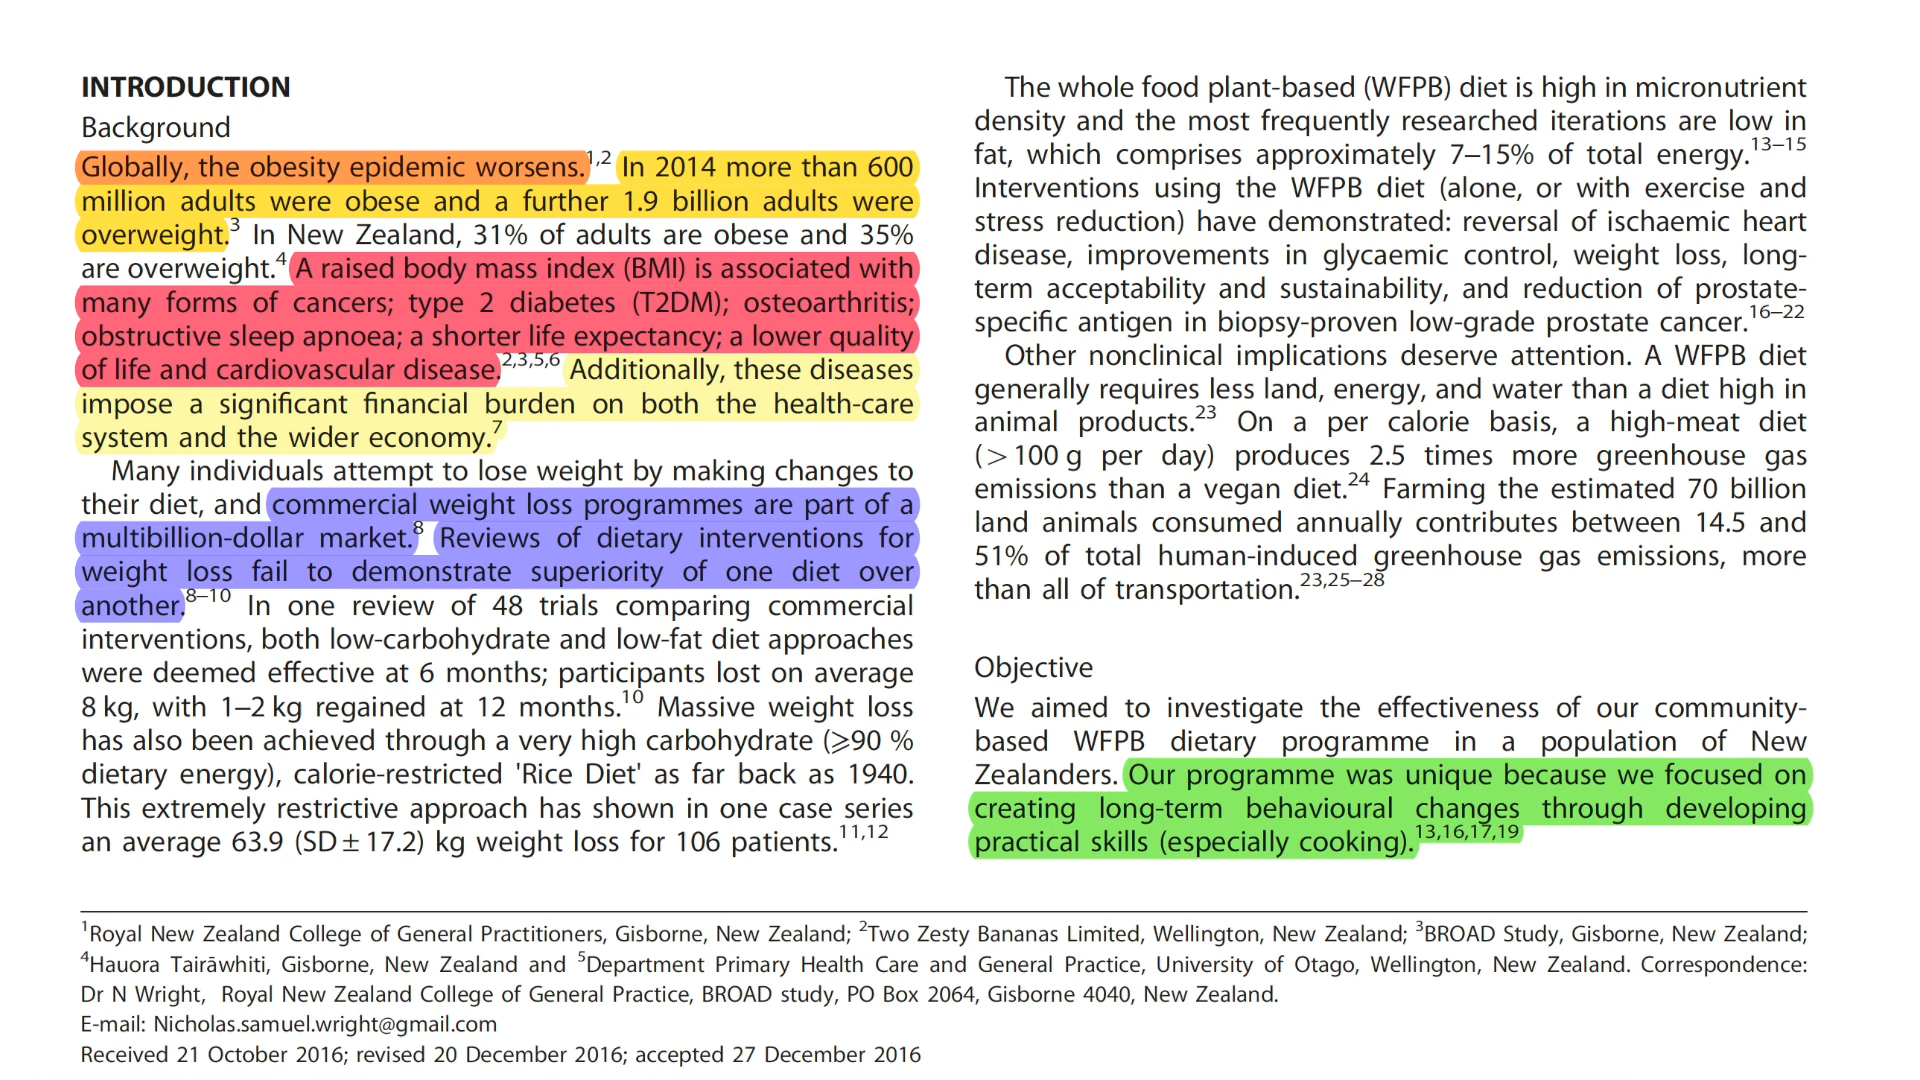 INTRODUCTION
Background
Globally, the obesity epidemic worsens.1,2 In 2014 more than 600
million adults were obese and a further 1.9 billion adults were
overweight.3 In New Zealand, 31% of adults are obese and 35%
are overweight.4 A raised body mass index (BMI) is associated with
many forms of cancers; type 2 diabetes (T2DM); osteoarthritis;
obstructive sleep apnoea; a shorter life expectancy; a lower quality
of life and cardiovascular disease.2,3,5,6 Additionally, these diseases
impose a significant financial burden on both the health-care
system and the wider economy.7
Many individuals attempt to lose weight by making changes to
their diet, and commercial weight loss programmes are part of a
multibillion-dollar market.8 Reviews of dietary interventions for
weight loss fail to demonstrate superiority of one diet over
another.8–10 In one review of 48 trials comparing commercial
interventions, both low-carbohydrate and low-fat diet approaches
were deemed effective at 6 months; participants lost on average
8 kg, with 1–2 kg regained at 12 months.10 Massive weight loss
has also been achieved through a very high carbohydrate (⩾90 %
dietary energy), calorie-restricted 'Rice Diet' as far back as 1940.
This extremely restrictive approach has shown in one case series
an average 63.9 (SD ± 17.2) kg weight loss for 106 patients.11,12
The whole food plant-based (WFPB) diet is high in micronutrient
density and the most frequently researched iterations are low in
fat, which comprises approximately 7–15% of total energy.13–15
Interventions using the WFPB diet (alone, or with exercise and
stress reduction) have demonstrated: reversal of ischaemic heart
disease, improvements in glycaemic control, weight loss, long-
term acceptability and sustainability, and reduction of prostate-
specific antigen in biopsy-proven low-grade prostate cancer.16–22
Other nonclinical implications deserve attention. A WFPB diet
generally requires less land, energy, and water than a diet high in
animal products.23 On a per calorie basis, a high-meat diet
(> 100 g per day) produces 2.5 times more greenhouse gas
emissions than a vegan diet.24 Farming the estimated 70 billion
land animals consumed annually contributes between 14.5 and
51% of total human-induced greenhouse gas emissions, more
than all of transportation.23,25–28
Objective
We aimed to investigate the effectiveness of our community-
based WFPB dietary programme in a population of New
Zealanders. Our programme was unique because we focused on
creating long-term behavioural changes through developing
practical skills (especially cooking).13,16,17,19
1Royal New Zealand College of General Practitioners, Gisborne, New Zealand; 2Two Zesty Bananas Limited, Wellington, New Zealand; 3BROAD Study, Gisborne, New Zealand;
4Hauora Tairāwhiti, Gisborne, New Zealand and 5Department Primary Health Care and General Practice, University of Otago, Wellington, New Zealand. Correspondence:
Dr N Wright, Royal New Zealand College of General Practice, BROAD study, PO Box 2064, Gisborne 4040, New Zealand.
E-mail: Nicholas.samuel.wright@gmail.com
Received 21 October 2016; revised 20 December 2016; accepted 27 December 2016